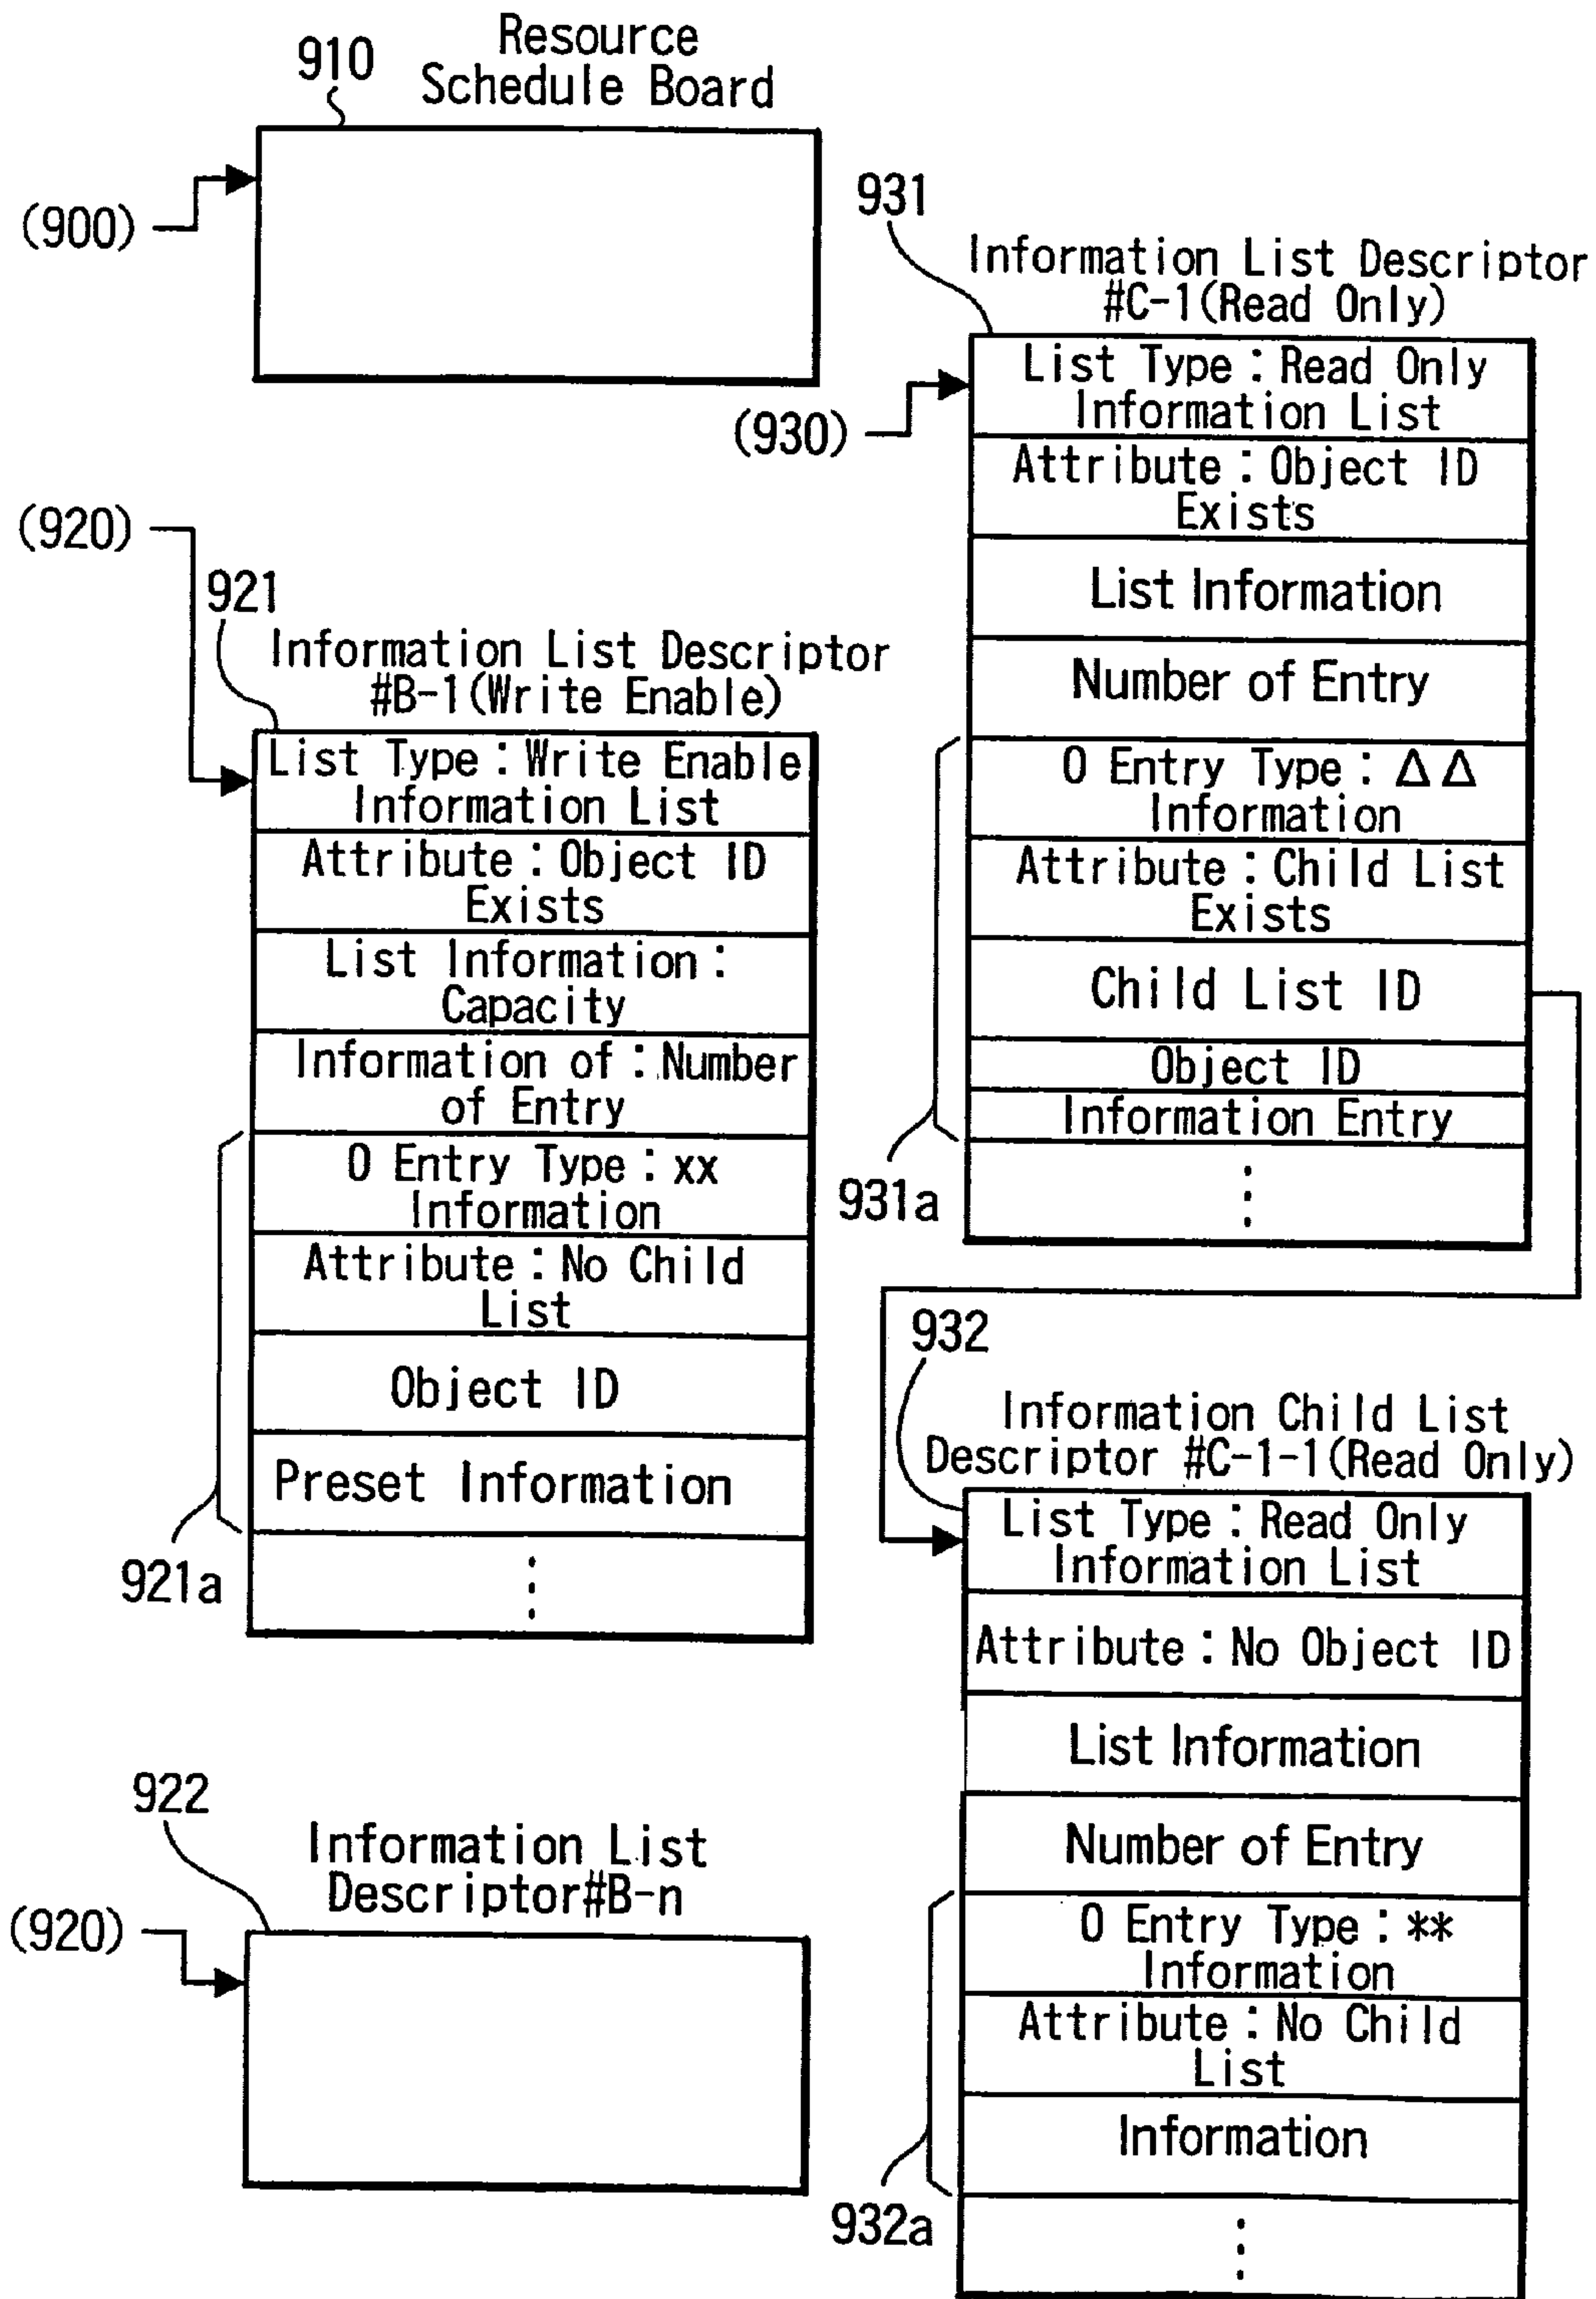 Resource
Schedule Board
910
(900)
931
Information List Descriptor
#C-1(Read Only)
(930)
List Type : Read Only
Information List
Attribute : Object ID
Exists
List Information
Number of Entry
0 Entry Type : Δ Δ
Information
Attribute : Child List
Exists
Child List ID
Object ID
Information Entry
⋮
931a
(920)
921
Information List Descriptor
#B-1(Write Enable)
List Type : Write Enable
Information List
Attribute : Object ID
Exists
List Information :
Capacity
Information of : Number
of Entry
0 Entry Type : xx
Information
Attribute : No Child
List
Object ID
Preset Information
⋮
921a
932
Information Child List
Descriptor #C-1-1(Read Only)
List Type : Read Only
Information List
Attribute : No Object ID
List Information
Number of Entry
0 Entry Type : **
Information
Attribute : No Child
List
Information
⋮
932a
922
Information List
Descriptor#B-n
(920)